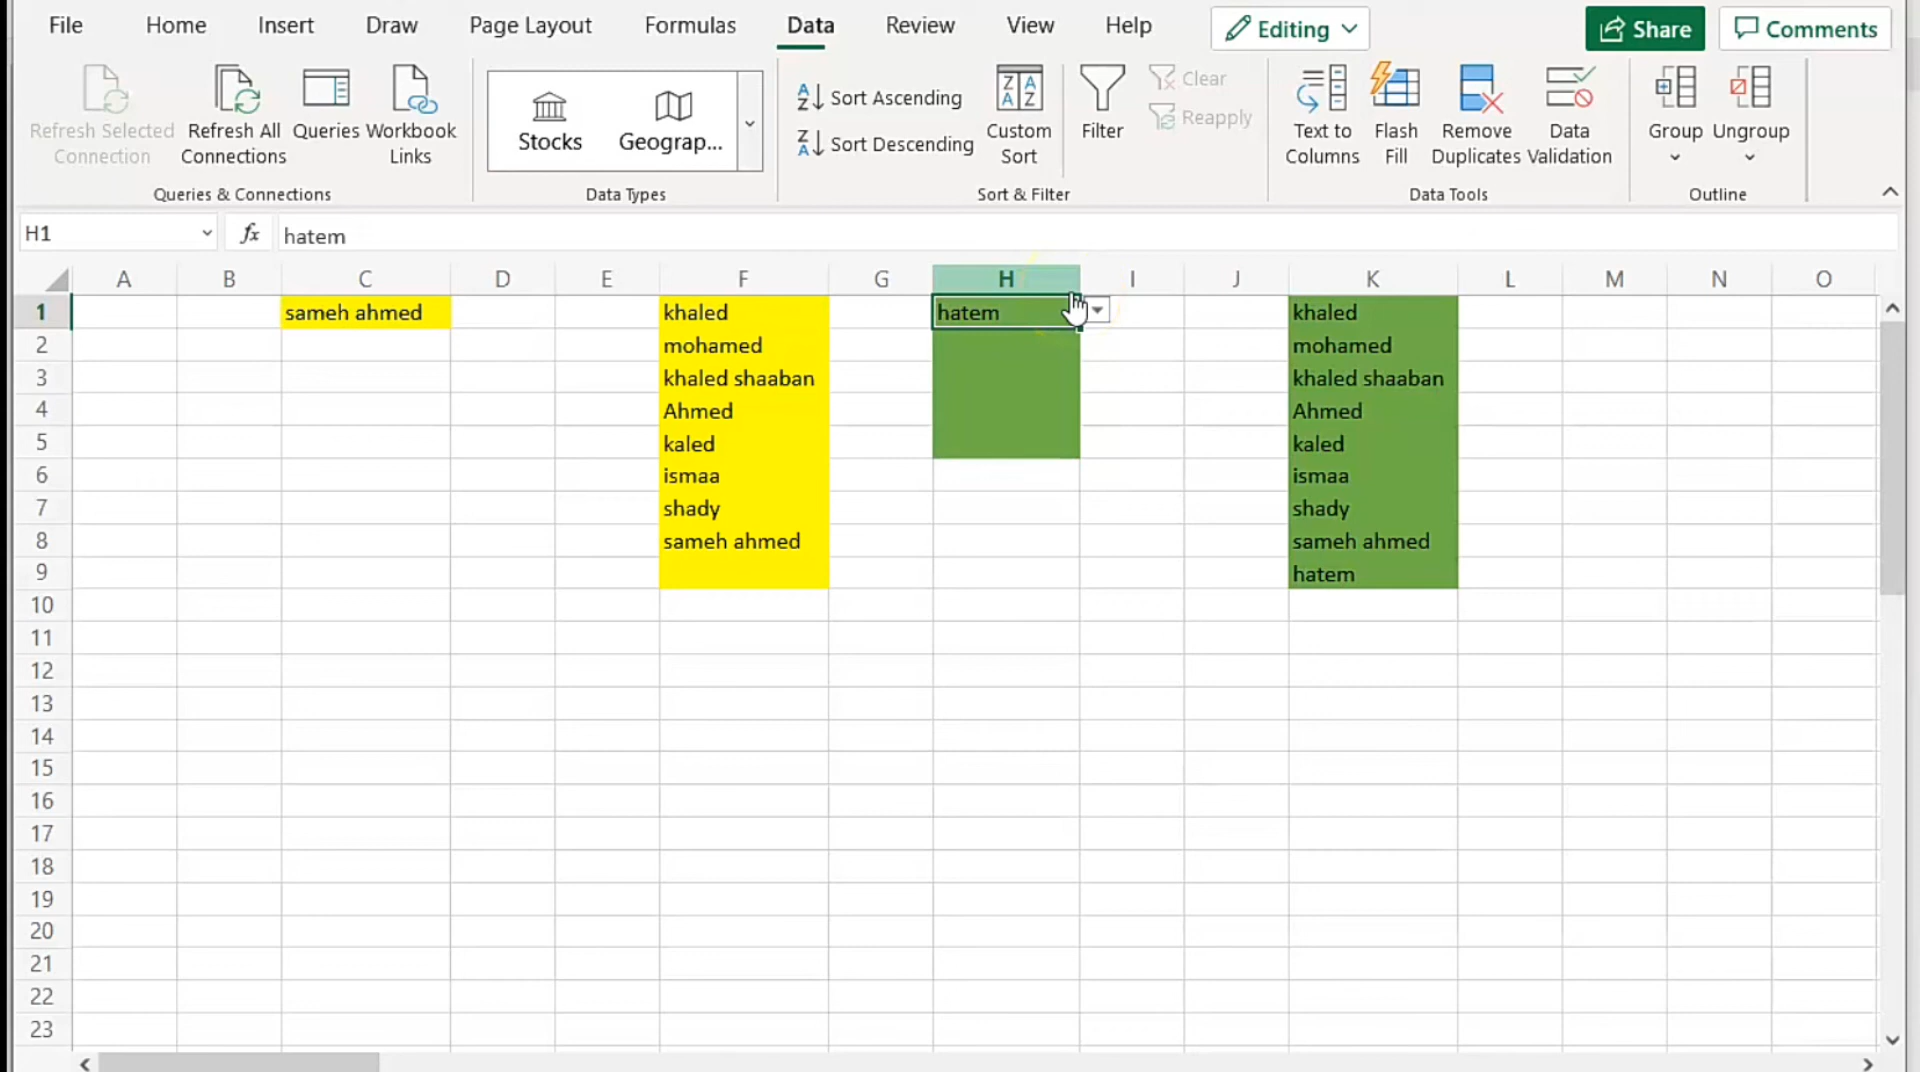 File Home Insert Draw Page Layout Formulas Data Review View Help Editing Share Comments
Refresh Selected Connection
Refresh All Connections
Queries
Workbook Links
Queries & Connections
Stocks
Geograp...
Data Types
Sort Ascending
Sort Descending
Custom Sort
Filter
Clear
Reapply
Sort & Filter
Text to Columns
Flash Fill
Remove Duplicates
Data Validation
Data Tools
Group
Ungroup
Outline
H1 fx hatem
A B C D E F G H I J K L M N O
1 sameh ahmed khaled hatem khaled
2 mohamed mohamed
3 khaled shaaban khaled shaaban
4 Ahmed Ahmed
5 kaled kaled
6 ismaa ismaa
7 shady shady
8 sameh ahmed sameh ahmed
9 hatem
10
11
12
13
14
15
16
17
18
19
20
21
22
23